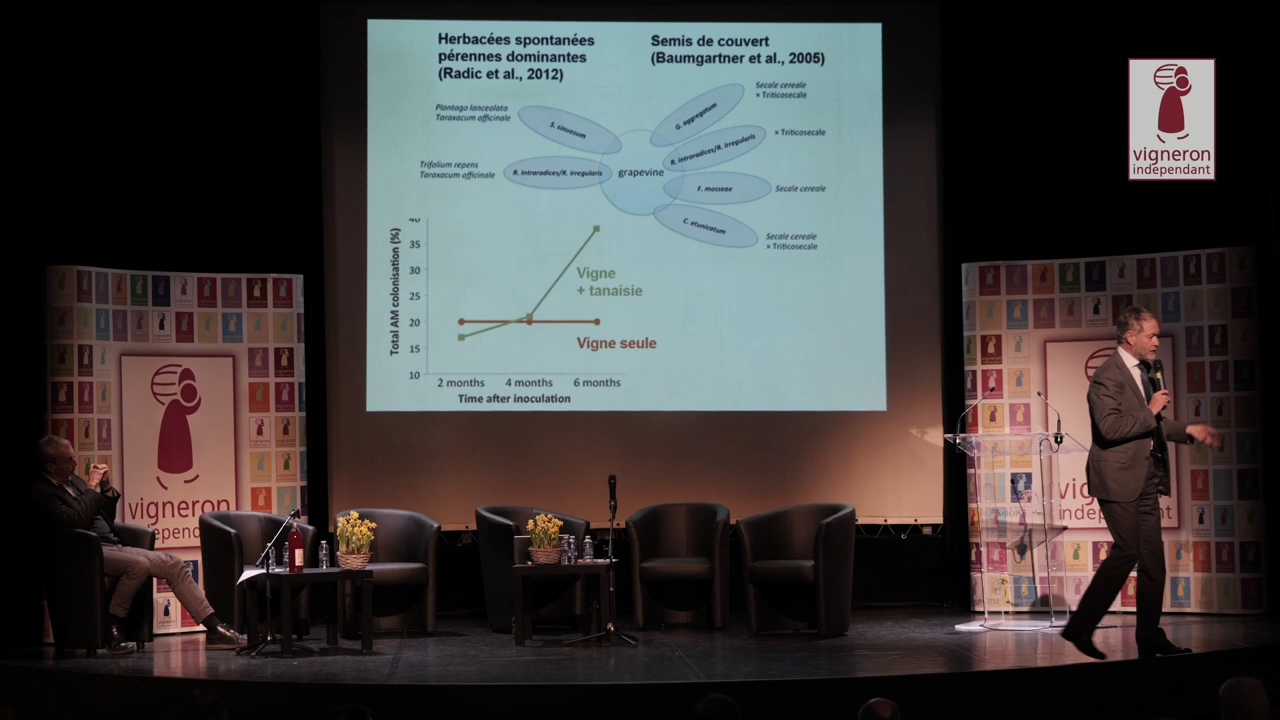 Herbacées spontanées
pérennes dominantes
(Radic et al., 2012)
Semis de couvert
(Baumgartner et al., 2005)
Plantago lanceolata
Taraxacum officinale
S. sinuosum
Trifolium repens
Taraxacum officinale
R. intraradices/R. irregularis
grapevine
G. aggregatum
Secale cereale
× Triticosecale
R. intraradices/R. irregularis
× Triticosecale
F. mosseae
Secale cereale
C. etunicatum
Secale cereale
× Triticosecale
Total AM colonisation (%)
40
35
30
25
20
15
10
Vigne
+ tanaisie
Vigne seule
2 months
4 months
6 months
Time after inoculation
vigneron
independant
vigneron
indépendant